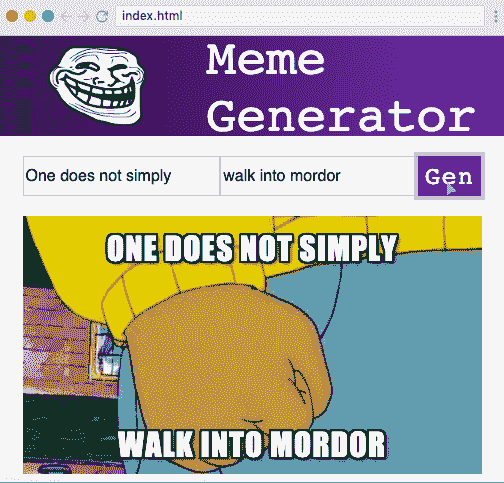 index.html
Meme
Generator
One does not simply
walk into mordor
Gen
ONE DOES NOT SIMPLY
WALK INTO MORDOR